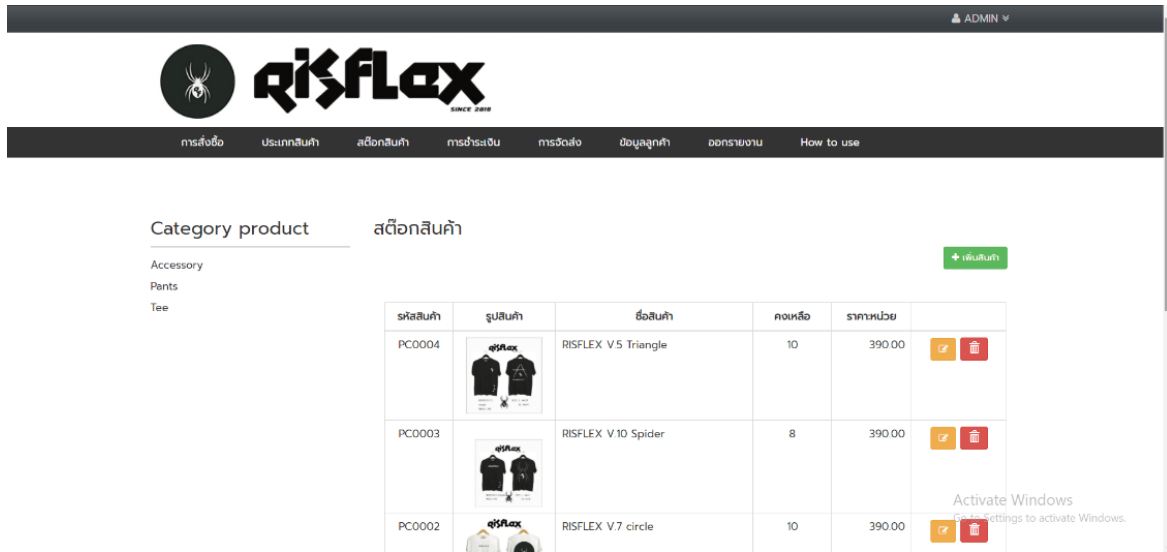 ADMIN
RISFLEX
SINCE 2018
การสั่งซื้อ ประเภทสินค้า สต๊อกสินค้า การชำระเงิน การจัดส่ง ข้อมูลลูกค้า ออกรายงาน How to use
Category product
สต๊อกสินค้า
เพิ่มสินค้า
Accessory
Pants
Tee
รหัสสินค้า รูปสินค้า ชื่อสินค้า คงเหลือ ราคา:หน่วย
PC0004 RISFLEX V.5 Triangle 10 390.00
RISFLEX
PC0003 RISFLEX V.10 Spider 8 390.00
RISFLEX
PC0002 RISFLEX V.7 circle 10 390.00
RISFLEX
Activate Windows
Go to Settings to activate Windows.